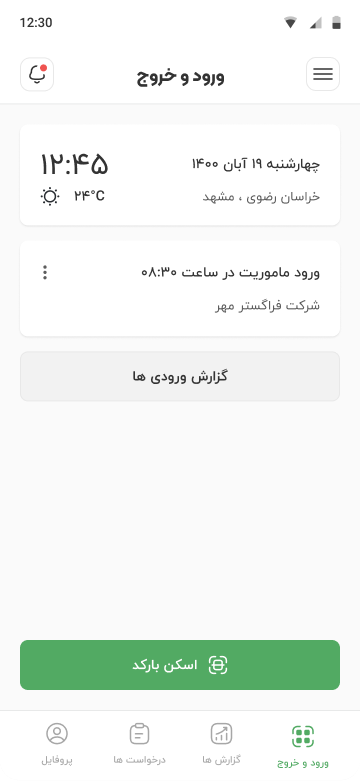 12:30
ورود و خروج
چهارشنبه ۱۹ آبان ۱۴۰۰
۱۲:۴۵
خراسان رضوی ، مشهد
۲۴°C
ورود ماموریت در ساعت ۰۸:۳۰
شرکت فراگستر مهر
گزارش ورودی ها
اسکن بارکد
ورود و خروج
گزارش ها
درخواست ها
پروفایل